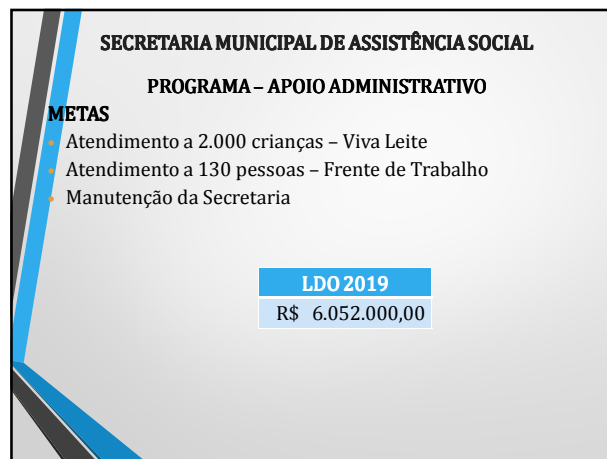 SECRETARIA MUNICIPAL DE ASSISTÊNCIA SOCIAL
PROGRAMA – APOIO ADMINISTRATIVO
METAS
• Atendimento a 2.000 crianças – Viva Leite
• Atendimento a 130 pessoas – Frente de Trabalho
• Manutenção da Secretaria
LDO 2019
R$ 6.052.000,00